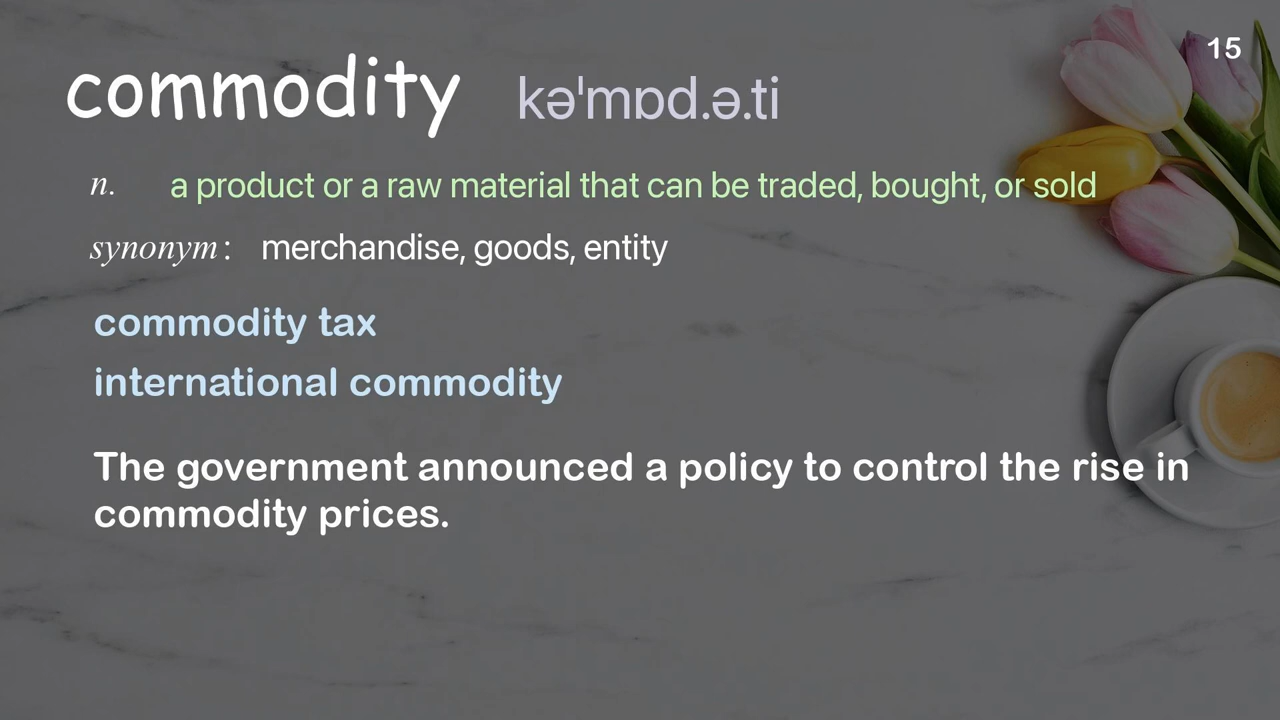 15
commodity kəˈmɒd.ə.ti
n. a product or a raw material that can be traded, bought, or sold
synonym: merchandise, goods, entity
commodity tax
international commodity
The government announced a policy to control the rise in
commodity prices.